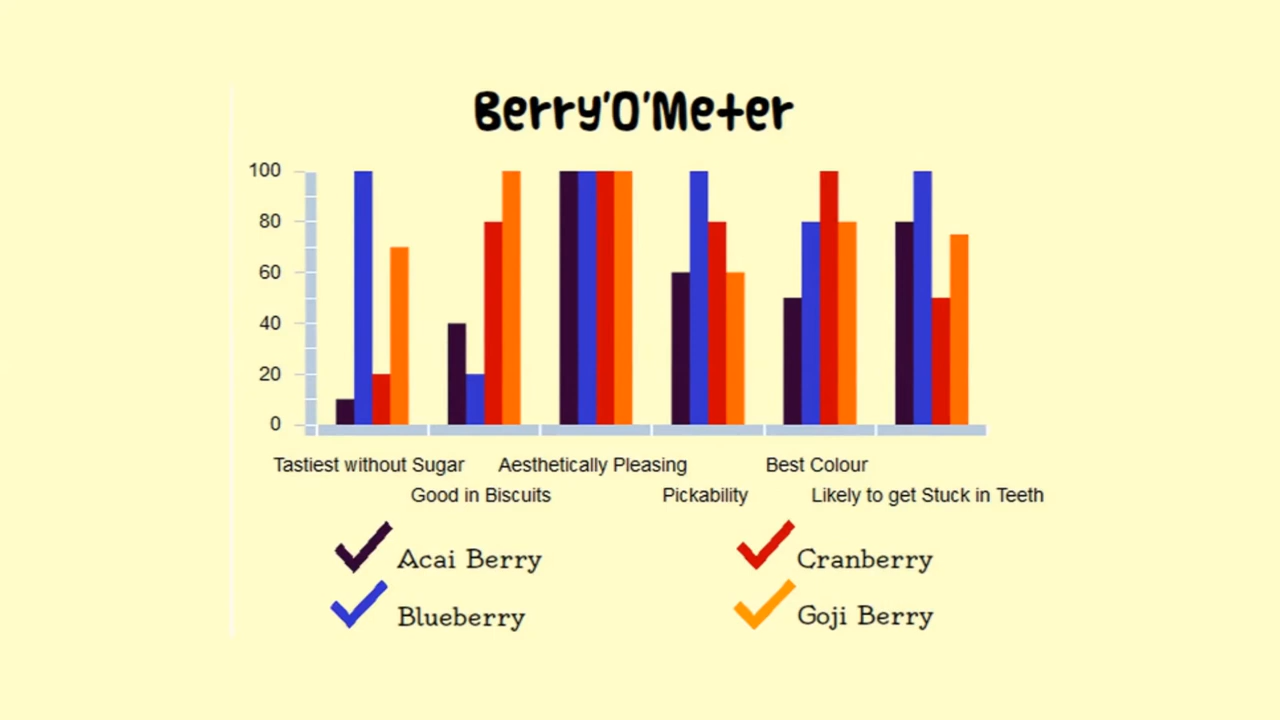 Berry'O'Meter
100
80
60
40
20
0
Tastiest without Sugar
Good in Biscuits
Aesthetically Pleasing
Pickability
Best Colour
Likely to get Stuck in Teeth
Acai Berry
Blueberry
Cranberry
Goji Berry